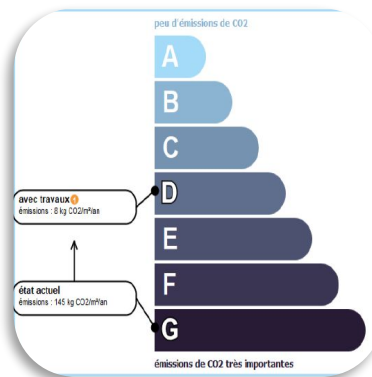 peu d'émissions de CO2
A
B
C
avec travaux
émissions : 8 kg CO2/m²/an
D
E
état actuel
émissions : 145 kg CO2/m²/an
F
G
émissions de CO2 très importantes